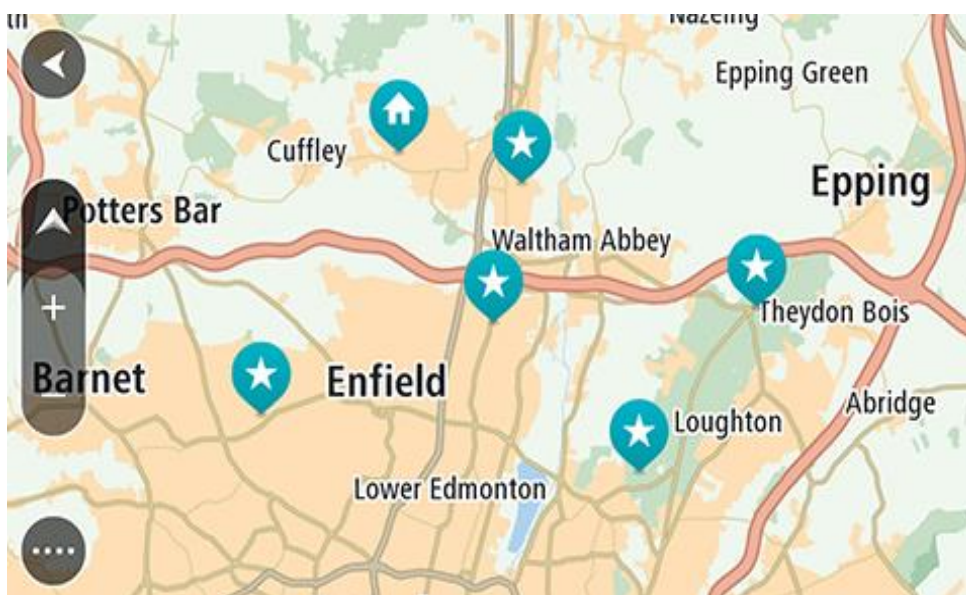 Nazeing
Epping Green
Cuffley
Epping
Potters Bar
Waltham Abbey
Theydon Bois
Barnet
Enfield
Abridge
Loughton
Lower Edmonton